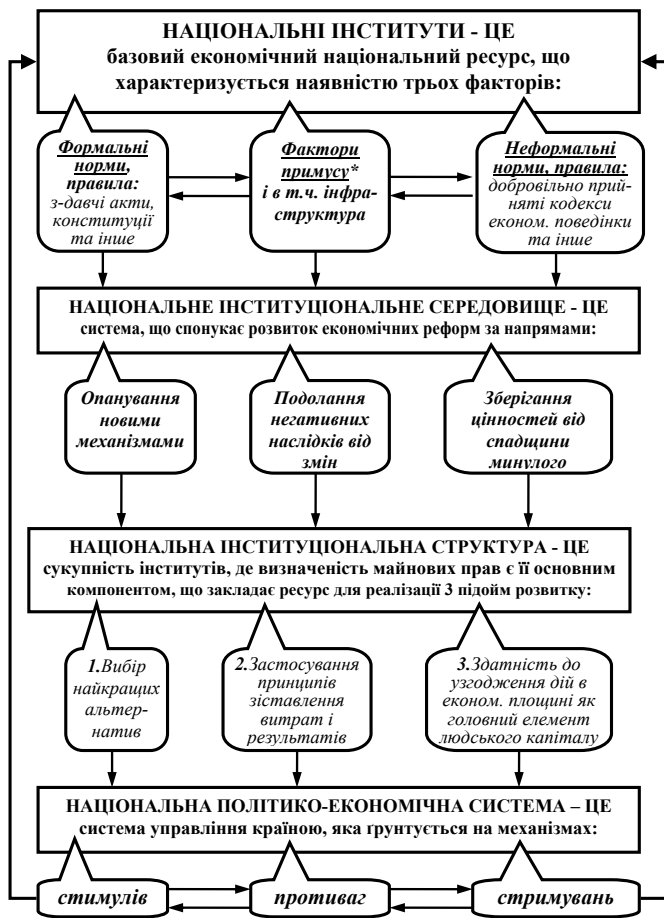 НАЦІОНАЛЬНІ ІНСТИТУТИ - ЦЕ
базовий економічний національний ресурс, що
характеризується наявністю трьох факторів:
Формальні
норми,
правила:
з-давчі акти,
конституції
та інше
Фактори
примусу*
і в т.ч. інфра-
структура
Неформальні
норми, правила:
добровільно прий-
няті кодекси
економ. поведінки
та інше
НАЦІОНАЛЬНЕ ІНСТИТУЦІОНАЛЬНЕ СЕРЕДОВИЩЕ - ЦЕ
система, що спонукає розвиток економічних реформ за напрямами:
Опанування
новими
механізмами
Подолання
негативних
наслідків від
змін
Зберігання
цінностей від
спадщини
минулого
НАЦІОНАЛЬНА ІНСТИТУЦІОНАЛЬНА СТРУКТУРА - ЦЕ
сукупність інститутів, де визначеність майнових прав є її основним
компонентом, що закладає ресурс для реалізації 3 підойм розвитку:
1.Вибір
найкращих
альтер-
натив
2.Застосування
принципів
зіставлення
витрат і
результатів
3.Здатність до
узгодження дій в
економ. площині як
головний елемент
людського капіталу
НАЦІОНАЛЬНА ПОЛІТИКО-ЕКОНОМІЧНА СИСТЕМА – ЦЕ
система управління країною, яка ґрунтується на механізмах:
стимулів
противаг
стримувань